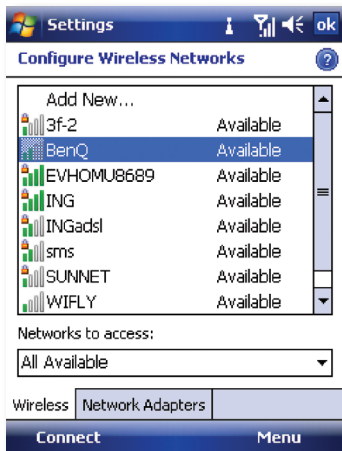 Settings ok
Configure Wireless Networks ?
Add New...
3f-2 Available
BenQ Available
EVHOMU8689 Available
ING Available
INGadsl Available
sms Available
SUNNET Available
WIFLY Available
Networks to access:
All Available
Wireless Network Adapters
Connect Menu